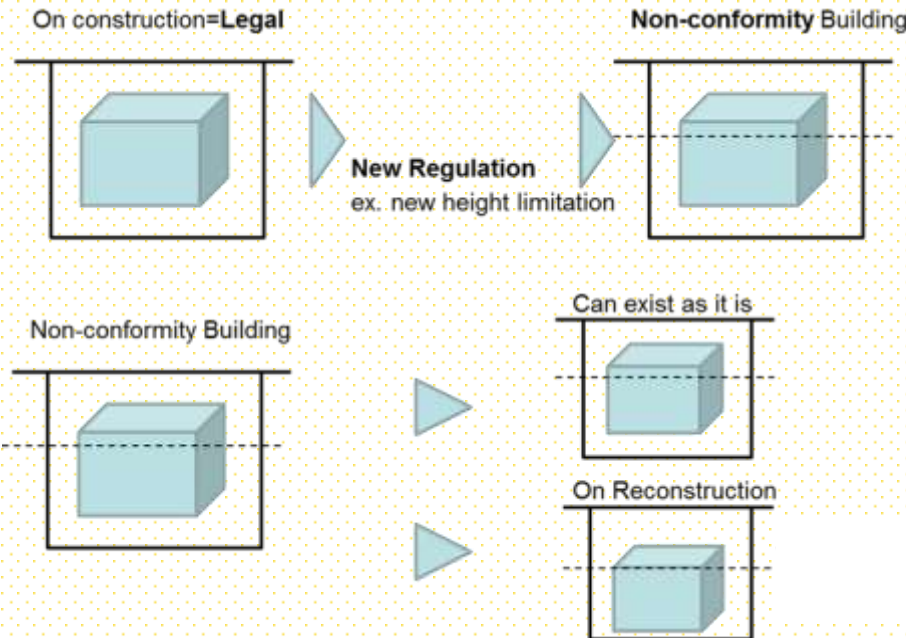 On construction=Legal
Non-conformity Building
New Regulation
ex. new height limitation
Non-conformity Building
Can exist as it is
On Reconstruction